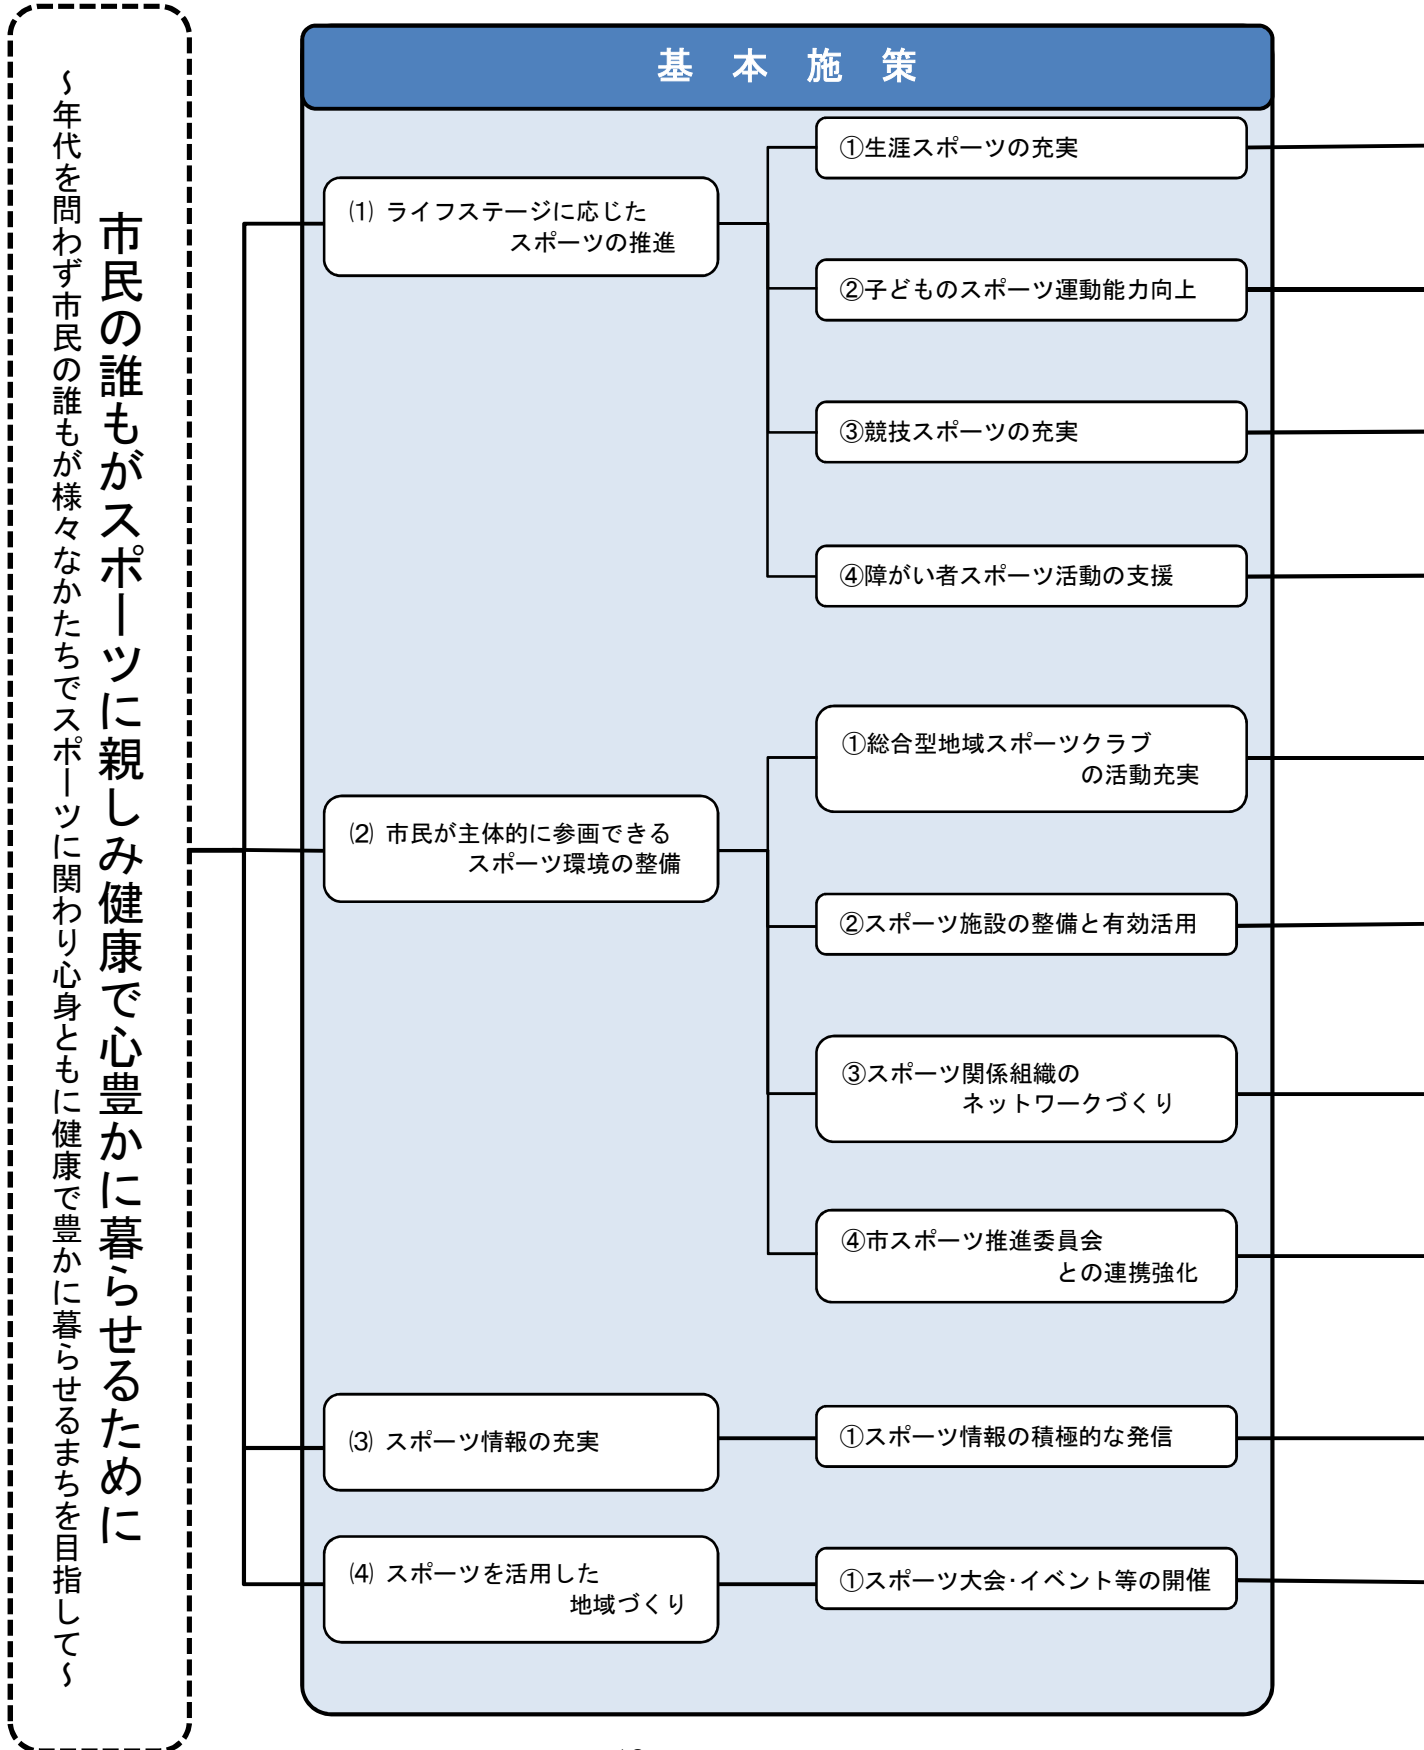 市民の誰もがスポーツに親しみ健康で心豊かに暮らせるために
～年代を問わず市民の誰もが様々なかたちでスポーツに関わり心身ともに健康で豊かに暮らせるまちを目指して～
基本施策
⑴ ライフステージに応じた
スポーツの推進
①生涯スポーツの充実
②子どものスポーツ運動能力向上
③競技スポーツの充実
④障がい者スポーツ活動の支援
⑵ 市民が主体的に参画できる
スポーツ環境の整備
①総合型地域スポーツクラブ
の活動充実
②スポーツ施設の整備と有効活用
③スポーツ関係組織の
ネットワークづくり
④市スポーツ推進委員会
との連携強化
⑶ スポーツ情報の充実
①スポーツ情報の積極的な発信
⑷ スポーツを活用した
地域づくり
①スポーツ大会･イベント等の開催